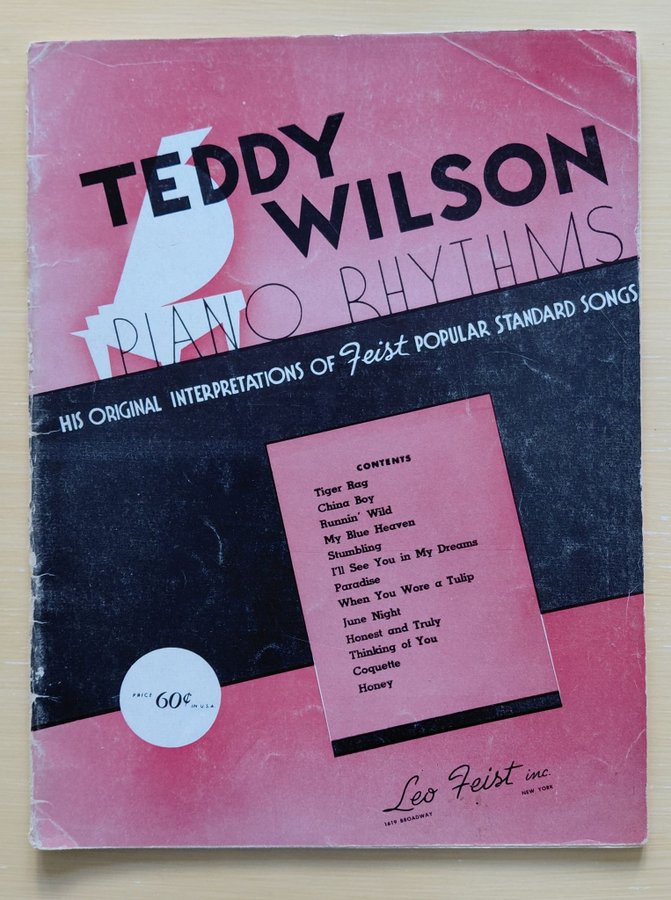 TEDDY
WILSON
PIANO RHYTHMS
HIS ORIGINAL INTERPRETATIONS OF Feist POPULAR STANDARD SONGS
CONTENTS
Tiger Rag
China Boy
Runnin' Wild
My Blue Heaven
Stumbling
I'll See You in My Dreams
Paradise
When You Wore a Tulip
June Night
Honest and Truly
Thinking of You
Coquette
Honey
PRICE 60¢ IN U.S.A
Leo Feist inc.
1619 BROADWAY NEW YORK